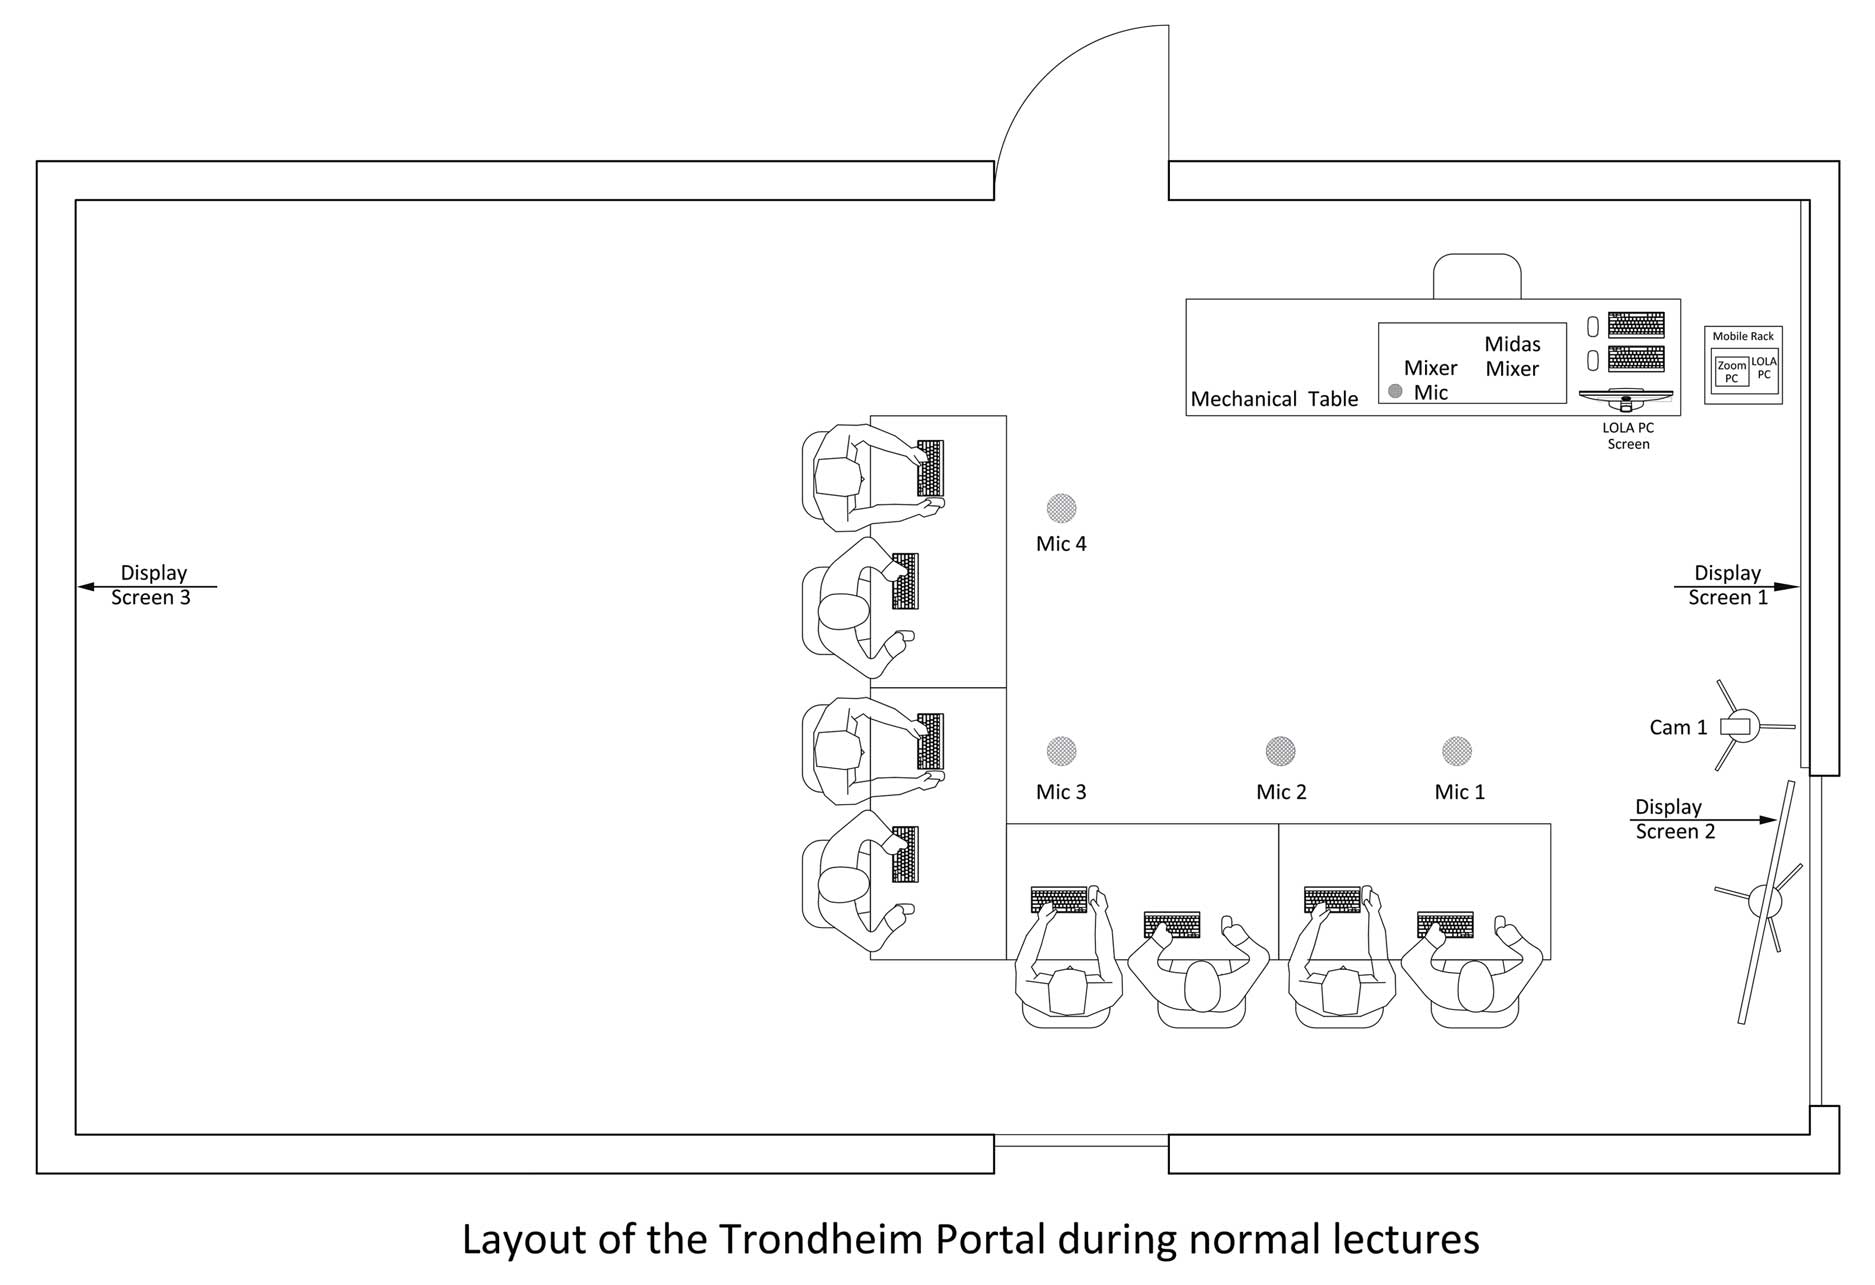 Mobile Rack
Zoom
PC
LOLA
PC
Midas
Mixer
Mixer
Mic
Mechanical Table
LOLA PC
Screen
Mic 4
Display
Screen 3
Display
Screen 1
Cam 1
Mic 3
Mic 2
Mic 1
Display
Screen 2
Layout of the Trondheim Portal during normal lectures